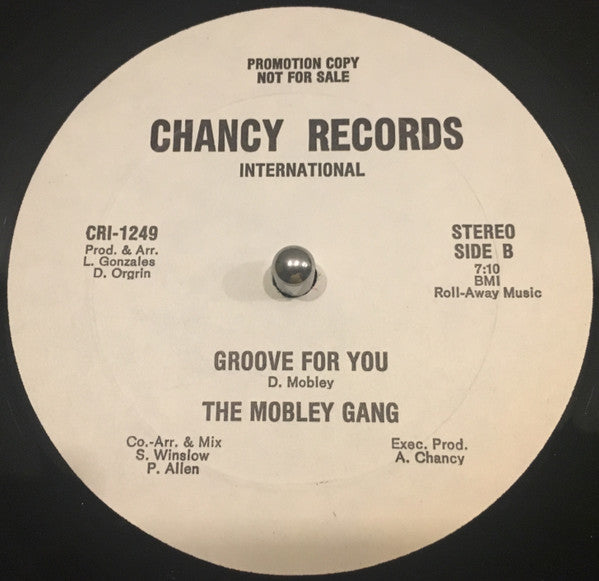 PROMOTION COPY
NOT FOR SALE
CHANCY RECORDS
INTERNATIONAL
CRI-1249
Prod. & Arr.
L. Gonzales
D. Orgrin
STEREO
SIDE B
7:10
BMI
Roll-Away Music
GROOVE FOR YOU
D. Mobley
THE MOBLEY GANG
Co.-Arr. & Mix
S. Winslow
P. Allen
Exec. Prod.
A. Chancy